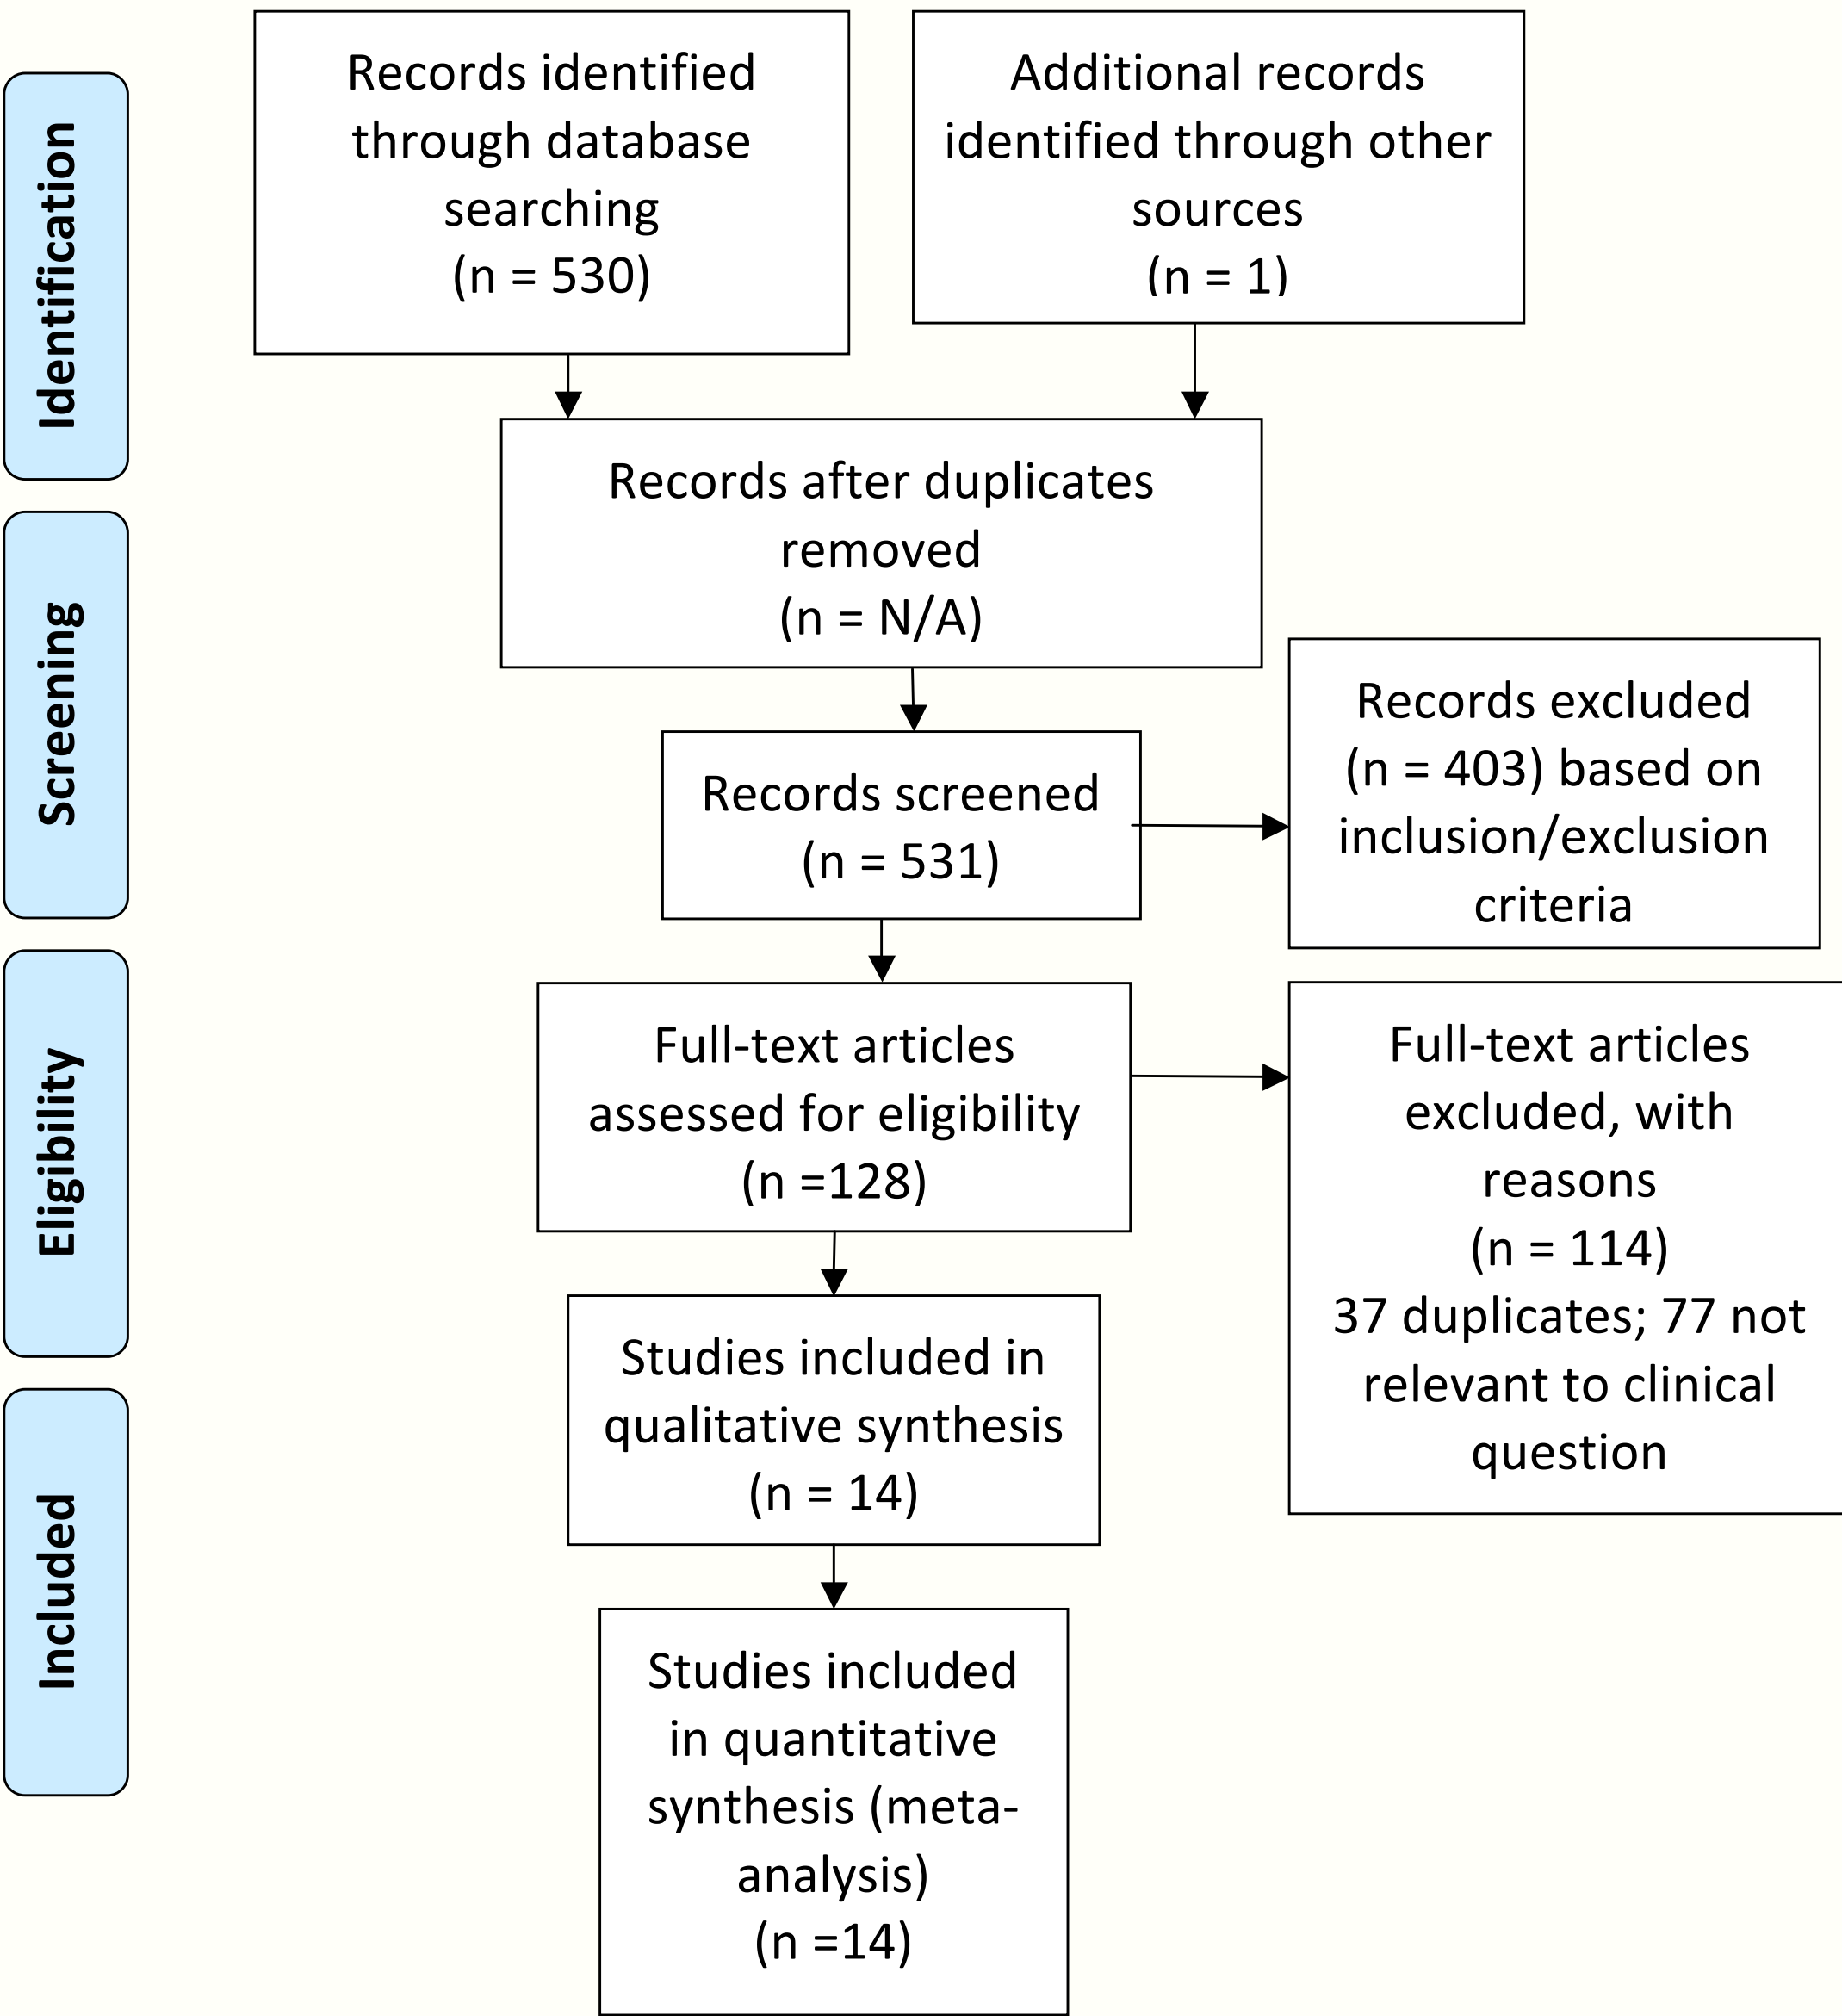 Identification
Records identified
through database
searching
(n = 530)
Additional records
identified through other
sources
(n = 1)
Records after duplicates
removed
(n = N/A)
Screening
Records screened
(n = 531)
Records excluded
(n = 403) based on
inclusion/exclusion
criteria
Eligibility
Full-text articles
assessed for eligibility
(n =128)
Full-text articles
excluded, with
reasons
(n = 114)
37 duplicates; 77 not
relevant to clinical
question
Studies included in
qualitative synthesis
(n = 14)
Included
Studies included
in quantitative
synthesis (meta-
analysis)
(n =14)